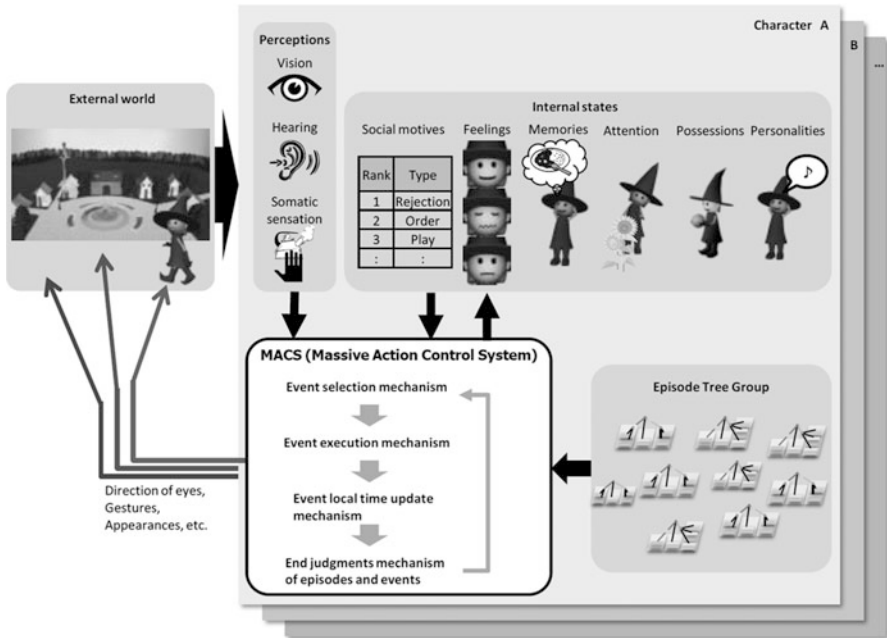 Character A
B
...
External world
Perceptions
Vision
Hearing
Somatic
sensation
Internal states
Social motives
Feelings
Memories
Attention
Possessions
Personalities
Rank Type
1 Rejection
2 Order
3 Play
: :
MACS (Massive Action Control System)
Event selection mechanism
Event execution mechanism
Event local time update
mechanism
End judgments mechanism
of episodes and events
Episode Tree Group
Direction of eyes,
Gestures,
Appearances, etc.